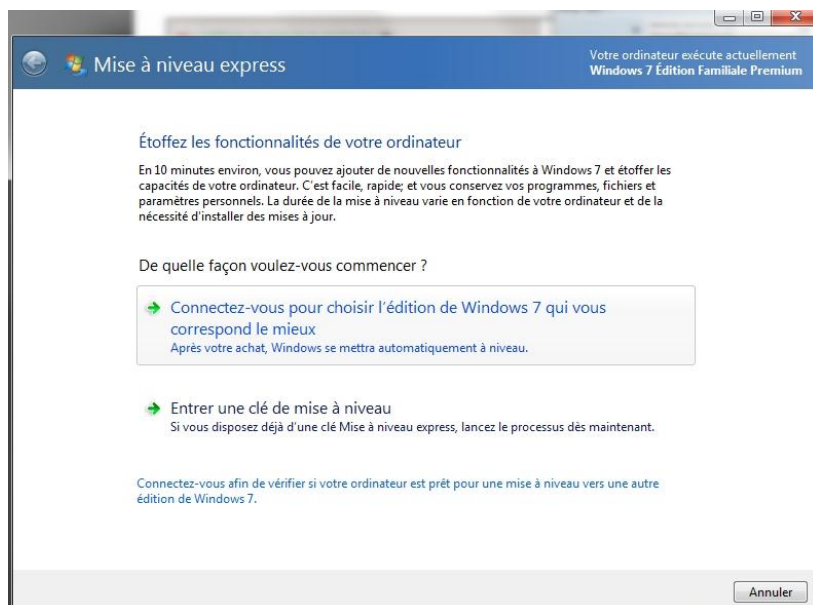 Mise à niveau express
Votre ordinateur exécute actuellement
Windows 7 Édition Familiale Premium
Étoffez les fonctionnalités de votre ordinateur
En 10 minutes environ, vous pouvez ajouter de nouvelles fonctionnalités à Windows 7 et étoffer les
capacités de votre ordinateur. C'est facile, rapide; et vous conservez vos programmes, fichiers et
paramètres personnels. La durée de la mise à niveau varie en fonction de votre ordinateur et de la
nécessité d'installer des mises à jour.
De quelle façon voulez-vous commencer ?
Connectez-vous pour choisir l'édition de Windows 7 qui vous
correspond le mieux
Après votre achat, Windows se mettra automatiquement à niveau.
Entrer une clé de mise à niveau
Si vous disposez déjà d'une clé Mise à niveau express, lancez le processus dès maintenant.
Connectez-vous afin de vérifier si votre ordinateur est prêt pour une mise à niveau vers une autre
édition de Windows 7.
Annuler